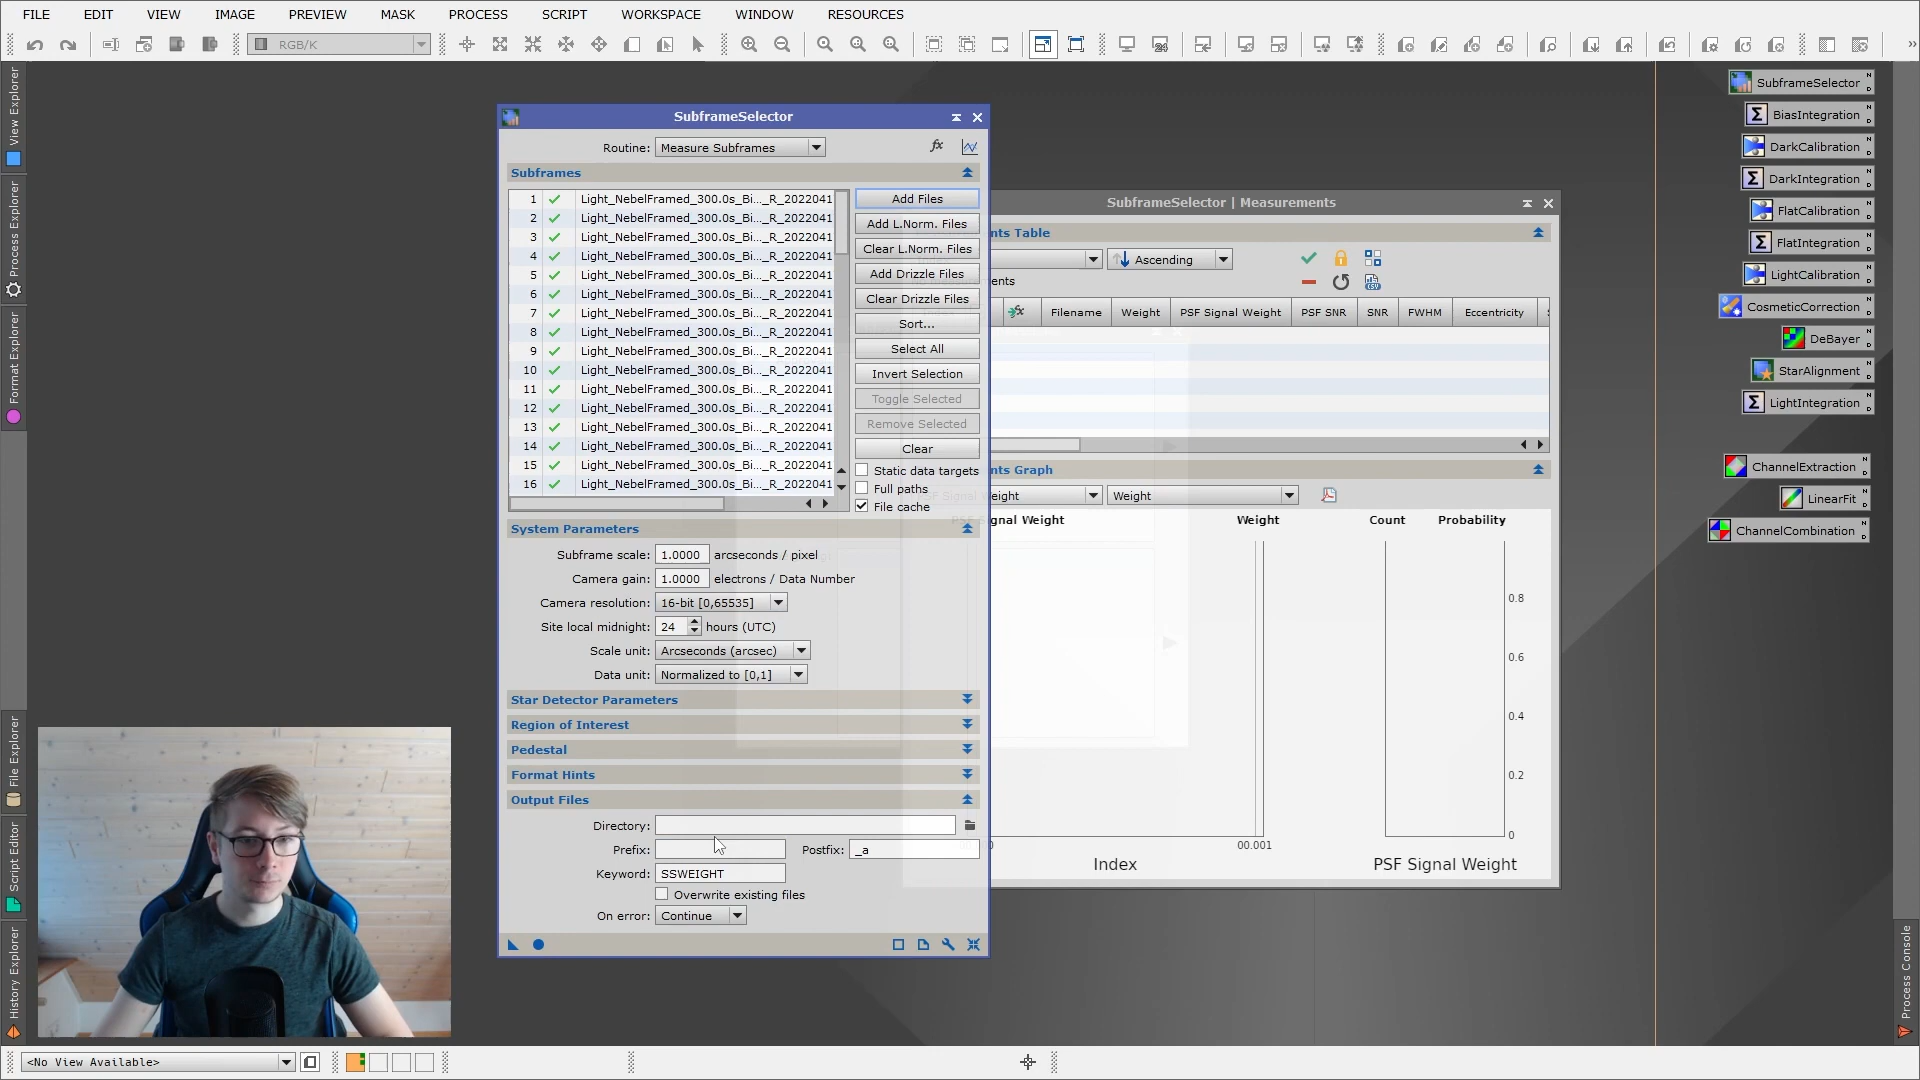 FILE EDIT VIEW IMAGE PREVIEW MASK PROCESS SCRIPT WORKSPACE WINDOW RESOURCES
RGB/K
24
»
View Explorer
Process Explorer
Format Explorer
File Explorer
Script Editor
History Explorer
SubframeSelector
Routine: Measure Subframes
Subframes
1 Light_NebelFramed_300.0s_Bi..._R_2022041
2 Light_NebelFramed_300.0s_Bi..._R_2022041
3 Light_NebelFramed_300.0s_Bi..._R_2022041
4 Light_NebelFramed_300.0s_Bi..._R_2022041
5 Light_NebelFramed_300.0s_Bi..._R_2022041
6 Light_NebelFramed_300.0s_Bi..._R_2022041
7 Light_NebelFramed_300.0s_Bi..._R_2022041
8 Light_NebelFramed_300.0s_Bi..._R_2022041
9 Light_NebelFramed_300.0s_Bi..._R_2022041
10 Light_NebelFramed_300.0s_Bi..._R_2022041
11 Light_NebelFramed_300.0s_Bi..._R_2022041
12 Light_NebelFramed_300.0s_Bi..._R_2022041
13 Light_NebelFramed_300.0s_Bi..._R_2022041
14 Light_NebelFramed_300.0s_Bi..._R_2022041
15 Light_NebelFramed_300.0s_Bi..._R_2022041
16 Light_NebelFramed_300.0s_Bi..._R_2022041
Add Files
Add L.Norm. Files
Clear L.Norm. Files
Add Drizzle Files
Clear Drizzle Files
Sort...
Select All
Invert Selection
Toggle Selected
Remove Selected
Clear
Static data targets
Full paths
File cache
System Parameters
Subframe scale: 1.0000 arcseconds / pixel
Camera gain: 1.0000 electrons / Data Number
Camera resolution: 16-bit [0,65535]
Site local midnight: 24 hours (UTC)
Scale unit: Arcseconds (arcsec)
Data unit: Normalized to [0,1]
Star Detector Parameters
Region of Interest
Pedestal
Format Hints
Output Files
Directory:
Prefix: Postfix: _a
Keyword: SSWEIGHT
Overwrite existing files
On error: Continue
SubframeSelector | Measurements
nts Table
Ascending
ments
Filename Weight PSF Signal Weight PSF SNR SNR FWHM Eccentricity
nts Graph
Weight Weight
Signal Weight Weight Count Probability
0.8
0.6
0.4
0.2
0
00.001
Index PSF Signal Weight
SubframeSelector
BiasIntegration
DarkCalibration
DarkIntegration
FlatCalibration
FlatIntegration
LightCalibration
CosmeticCorrection
DeBayer
StarAlignment
LightIntegration
ChannelExtraction
LinearFit
ChannelCombination
Process Console
<No View Available>